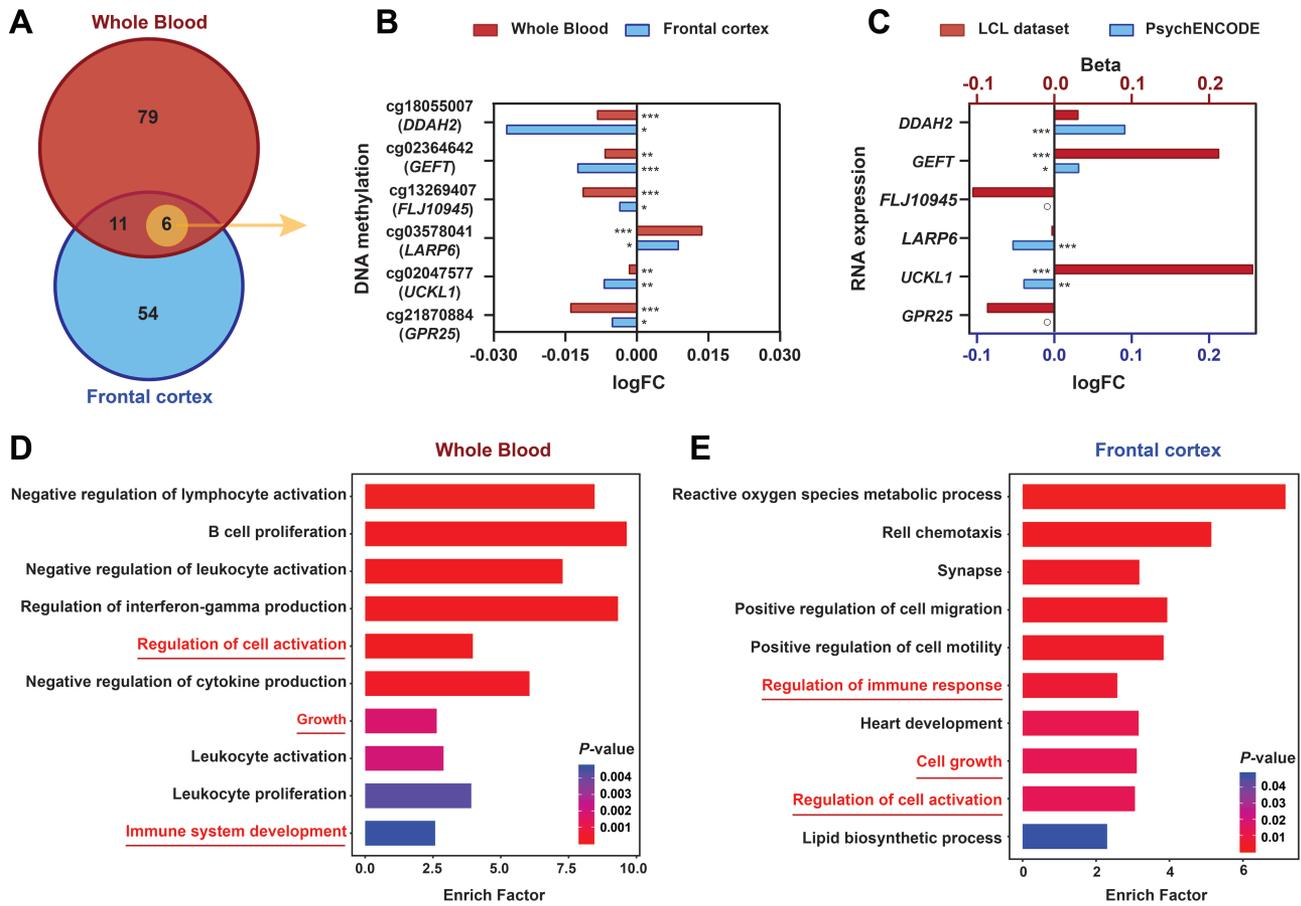 A
Whole Blood
79
11
6
54
Frontal cortex
B
Whole Blood
Frontal cortex
DNA methylation
cg18055007
(DDAH2)
cg02364642
(GEFT)
cg13269407
(FLJ10945)
cg03578041
(LARP6)
cg02047577
(UCKL1)
cg21870884
(GPR25)
***
*
**
***
***
*
***
*
**
**
***
*
-0.030 -0.015 0.000 0.015 0.030
logFC
C
LCL dataset
PsychENCODE
Beta
-0.1 0.0 0.1 0.2
RNA expression
DDAH2
GEFT
FLJ10945
LARP6
UCKL1
GPR25
***
***
*
○
***
***
**
○
-0.1 0.0 0.1 0.2
logFC
D
Whole Blood
Negative regulation of lymphocyte activation
B cell proliferation
Negative regulation of leukocyte activation
Regulation of interferon-gamma production
Regulation of cell activation
Negative regulation of cytokine production
Growth
Leukocyte activation
Leukocyte proliferation
Immune system development
P-value
0.004
0.003
0.002
0.001
0.0 2.5 5.0 7.5 10.0
Enrich Factor
E
Frontal cortex
Reactive oxygen species metabolic process
Rell chemotaxis
Synapse
Positive regulation of cell migration
Positive regulation of cell motility
Regulation of immune response
Heart development
Cell growth
Regulation of cell activation
Lipid biosynthetic process
P-value
0.04
0.03
0.02
0.01
0 2 4 6
Enrich Factor